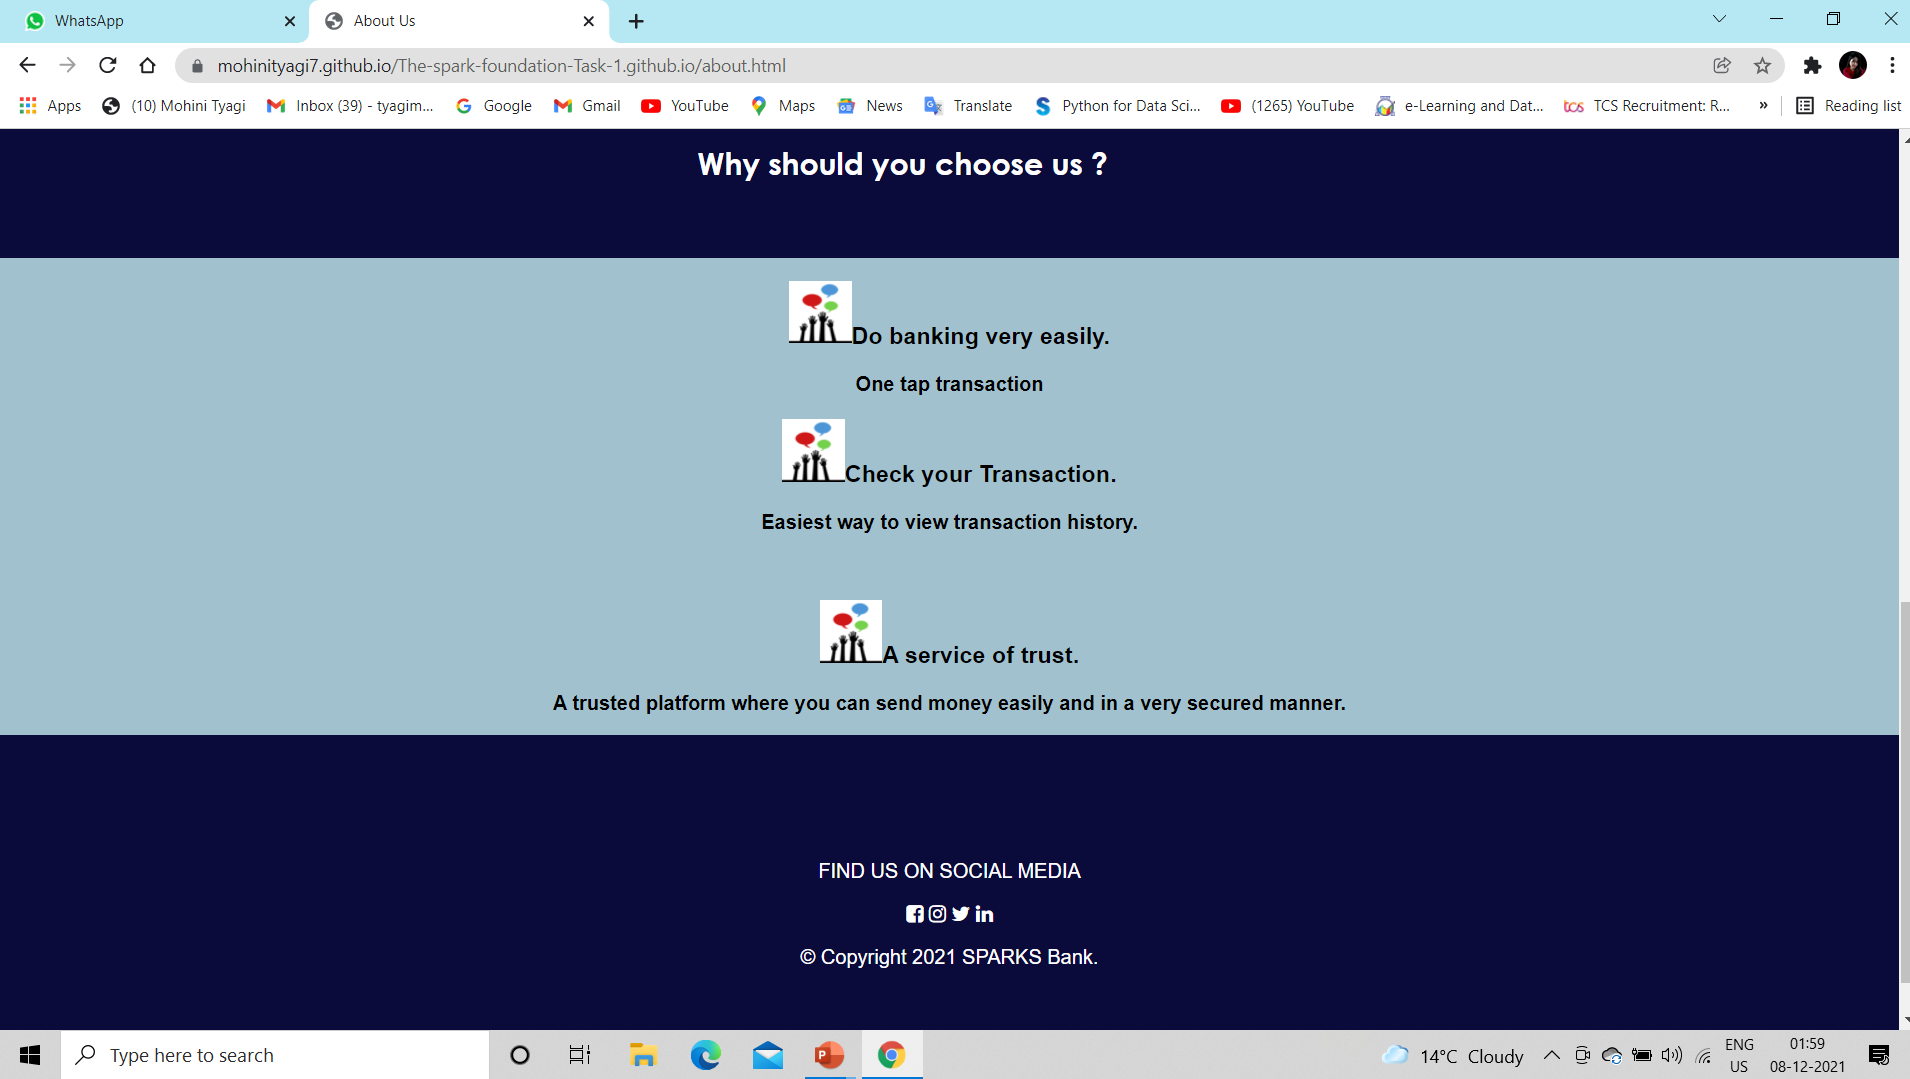 WhatsApp
About Us
mohinityagi7.github.io/The-spark-foundation-Task-1.github.io/about.html
Apps (10) Mohini Tyagi Inbox (39) - tyagim... Google Gmail YouTube Maps News Translate Python for Data Sci... (1265) YouTube e-Learning and Dat... tcs TCS Recruitment: R... » Reading list
Why should you choose us ?
Do banking very easily.
One tap transaction
Check your Transaction.
Easiest way to view transaction history.
A service of trust.
A trusted platform where you can send money easily and in a very secured manner.
FIND US ON SOCIAL MEDIA
© Copyright 2021 SPARKS Bank.
Type here to search
14°C Cloudy
ENG
US
01:59
08-12-2021